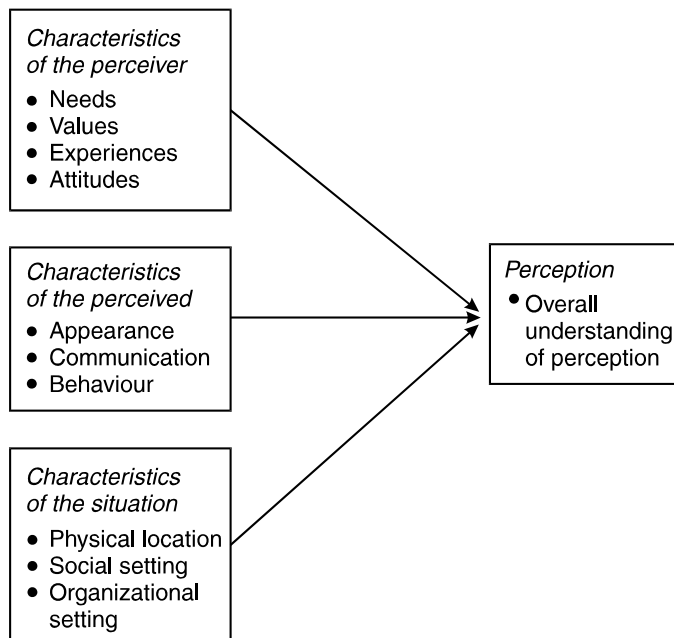 Characteristics
of the perceiver
• Needs
• Values
• Experiences
• Attitudes
Characteristics
of the perceived
• Appearance
• Communication
• Behaviour
Characteristics
of the situation
• Physical location
• Social setting
• Organizational
setting
Perception
• Overall
understanding
of perception